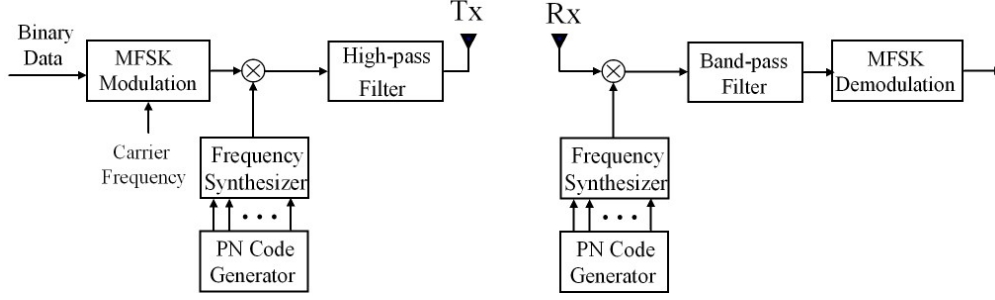 Tx
Binary
Data
MFSK
Modulation
High-pass
Filter
Carrier
Frequency
Frequency
Synthesizer
• • •
PN Code
Generator
Rx
Band-pass
Filter
MFSK
Demodulation
Frequency
Synthesizer
• • •
PN Code
Generator